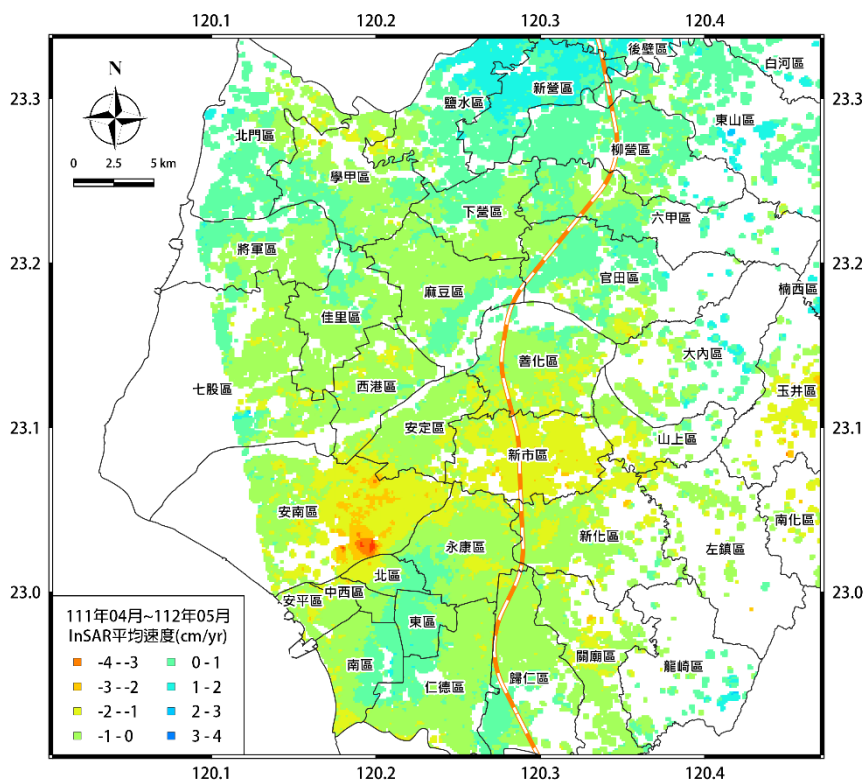 120.1 120.2 120.3 120.4
後壁區
白河區
23.3 23.3
N
鹽水區
新營區
東山區
北門區
柳營區
0 2.5 5 km
學甲區
下營區
六甲區
23.2 23.2
將軍區
麻豆區
官田區
楠西區
佳里區
大內區
善化區
七股區
西港區
玉井區
23.1 23.1
安定區
山上區
新市區
安南區
南化區
永康區
新化區
左鎮區
北區
23.0 23.0
中西區
安平區
111年04月~112年05月
InSAR平均速度(cm/yr)
-4 - -3 0 - 1
-3 - -2 1 - 2
-2 - -1 2 - 3
-1 - 0 3 - 4
東區
南區
關廟區
龍崎區
仁德區
歸仁區
120.1 120.2 120.3 120.4